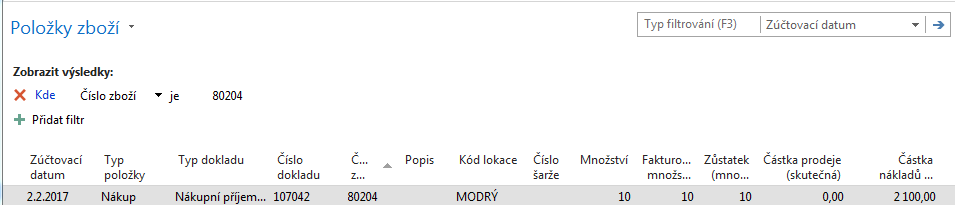 Položky zboží
Typ filtrování (F3) Zúčtovací datum
Zobrazit výsledky:
Kde Číslo zboží je 80204
Přidat filtr
Zúčtovací datum Typ položky Typ dokladu Číslo dokladu Č... z... Popis Kód lokace Číslo šarže Množství Fakturo... množs... Zůstatek (mno... Částka prodeje (skutečná) Částka nákladů ...
2.2.2017 Nákup Nákupní příjem... 107042 80204 MODRÝ 10 10 10 0,00 2 100,00